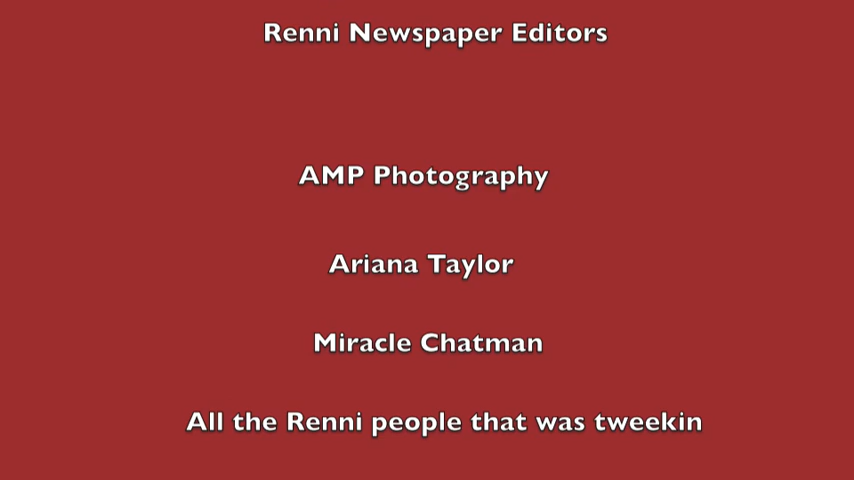 Renni Newspaper Editors
AMP Photography
Ariana Taylor
Miracle Chatman
All the Renni people that was tweekin